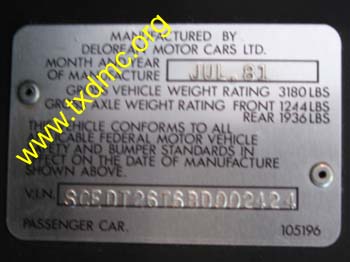 MANUFACTURED BY
DELOREAN MOTOR CARS LTD.
MONTH AND YEAR
OF MANUFACTURE JUL. 81
GROSS VEHICLE WEIGHT RATING 3180 LBS
GROSS AXLE WEIGHT RATING FRONT 1244 LBS
REAR 1936 LBS
THIS VEHICLE CONFORMS TO ALL
APPLICABLE FEDERAL MOTOR VEHICLE
SAFETY AND BUMPER STANDARDS IN
EFFECT ON THE DATE OF MANUFACTURE
SHOWN ABOVE.
V.I.N. SCEDT26T6BD002424
PASSENGER CAR. 105196
www.txdmc.org